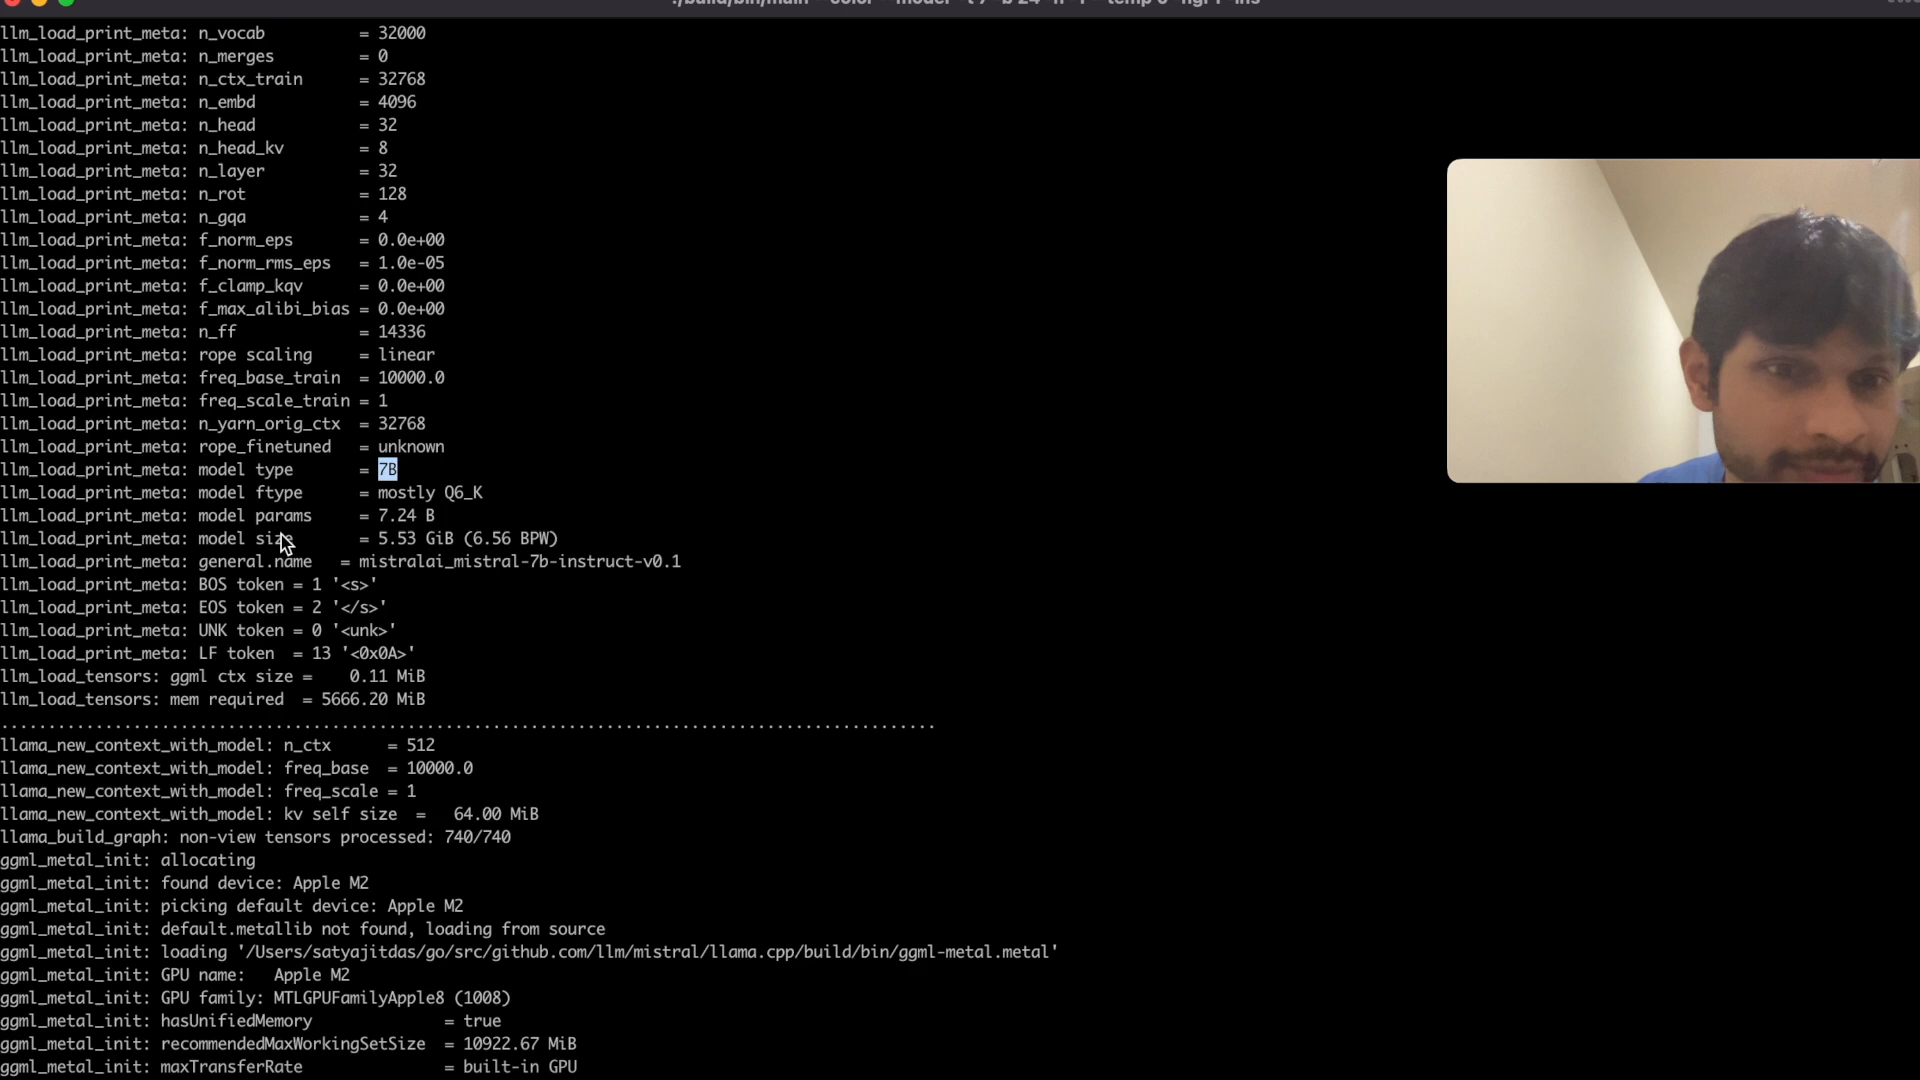 llm_load_print_meta: n_vocab          = 32000
llm_load_print_meta: n_merges         = 0
llm_load_print_meta: n_ctx_train      = 32768
llm_load_print_meta: n_embd           = 4096
llm_load_print_meta: n_head           = 32
llm_load_print_meta: n_head_kv        = 8
llm_load_print_meta: n_layer          = 32
llm_load_print_meta: n_rot            = 128
llm_load_print_meta: n_gqa            = 4
llm_load_print_meta: f_norm_eps       = 0.0e+00
llm_load_print_meta: f_norm_rms_eps   = 1.0e-05
llm_load_print_meta: f_clamp_kqv      = 0.0e+00
llm_load_print_meta: f_max_alibi_bias = 0.0e+00
llm_load_print_meta: n_ff             = 14336
llm_load_print_meta: rope scaling     = linear
llm_load_print_meta: freq_base_train  = 10000.0
llm_load_print_meta: freq_scale_train = 1
llm_load_print_meta: n_yarn_orig_ctx  = 32768
llm_load_print_meta: rope_finetuned   = unknown
llm_load_print_meta: model type       = 7B
llm_load_print_meta: model ftype      = mostly Q6_K
llm_load_print_meta: model params     = 7.24 B
llm_load_print_meta: model size       = 5.53 GiB (6.56 BPW)
llm_load_print_meta: general.name   = mistralai_mistral-7b-instruct-v0.1
llm_load_print_meta: BOS token = 1 '<s>'
llm_load_print_meta: EOS token = 2 '</s>'
llm_load_print_meta: UNK token = 0 '<unk>'
llm_load_print_meta: LF token  = 13 '<0x0A>'
llm_load_tensors: ggml ctx size =    0.11 MiB
llm_load_tensors: mem required  = 5666.20 MiB
...................................................................................................
llama_new_context_with_model: n_ctx      = 512
llama_new_context_with_model: freq_base  = 10000.0
llama_new_context_with_model: freq_scale = 1
llama_new_context_with_model: kv self size  =   64.00 MiB
llama_build_graph: non-view tensors processed: 740/740
ggml_metal_init: allocating
ggml_metal_init: found device: Apple M2
ggml_metal_init: picking default device: Apple M2
ggml_metal_init: default.metallib not found, loading from source
ggml_metal_init: loading '/Users/satyajitdas/go/src/github.com/llm/mistral/llama.cpp/build/bin/ggml-metal.metal'
ggml_metal_init: GPU name:   Apple M2
ggml_metal_init: GPU family: MTLGPUFamilyApple8 (1008)
ggml_metal_init: hasUnifiedMemory              = true
ggml_metal_init: recommendedMaxWorkingSetSize  = 10922.67 MiB
ggml_metal_init: maxTransferRate               = built-in GPU